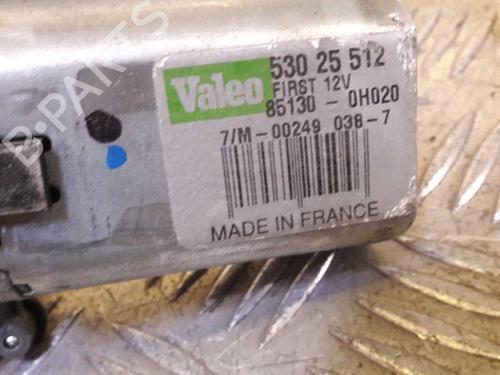 B-PARTS
Valeo
530 25 512
FIRST 12V
85130 - 0H020
7/M-00249 038-7
MADE IN FRANCE